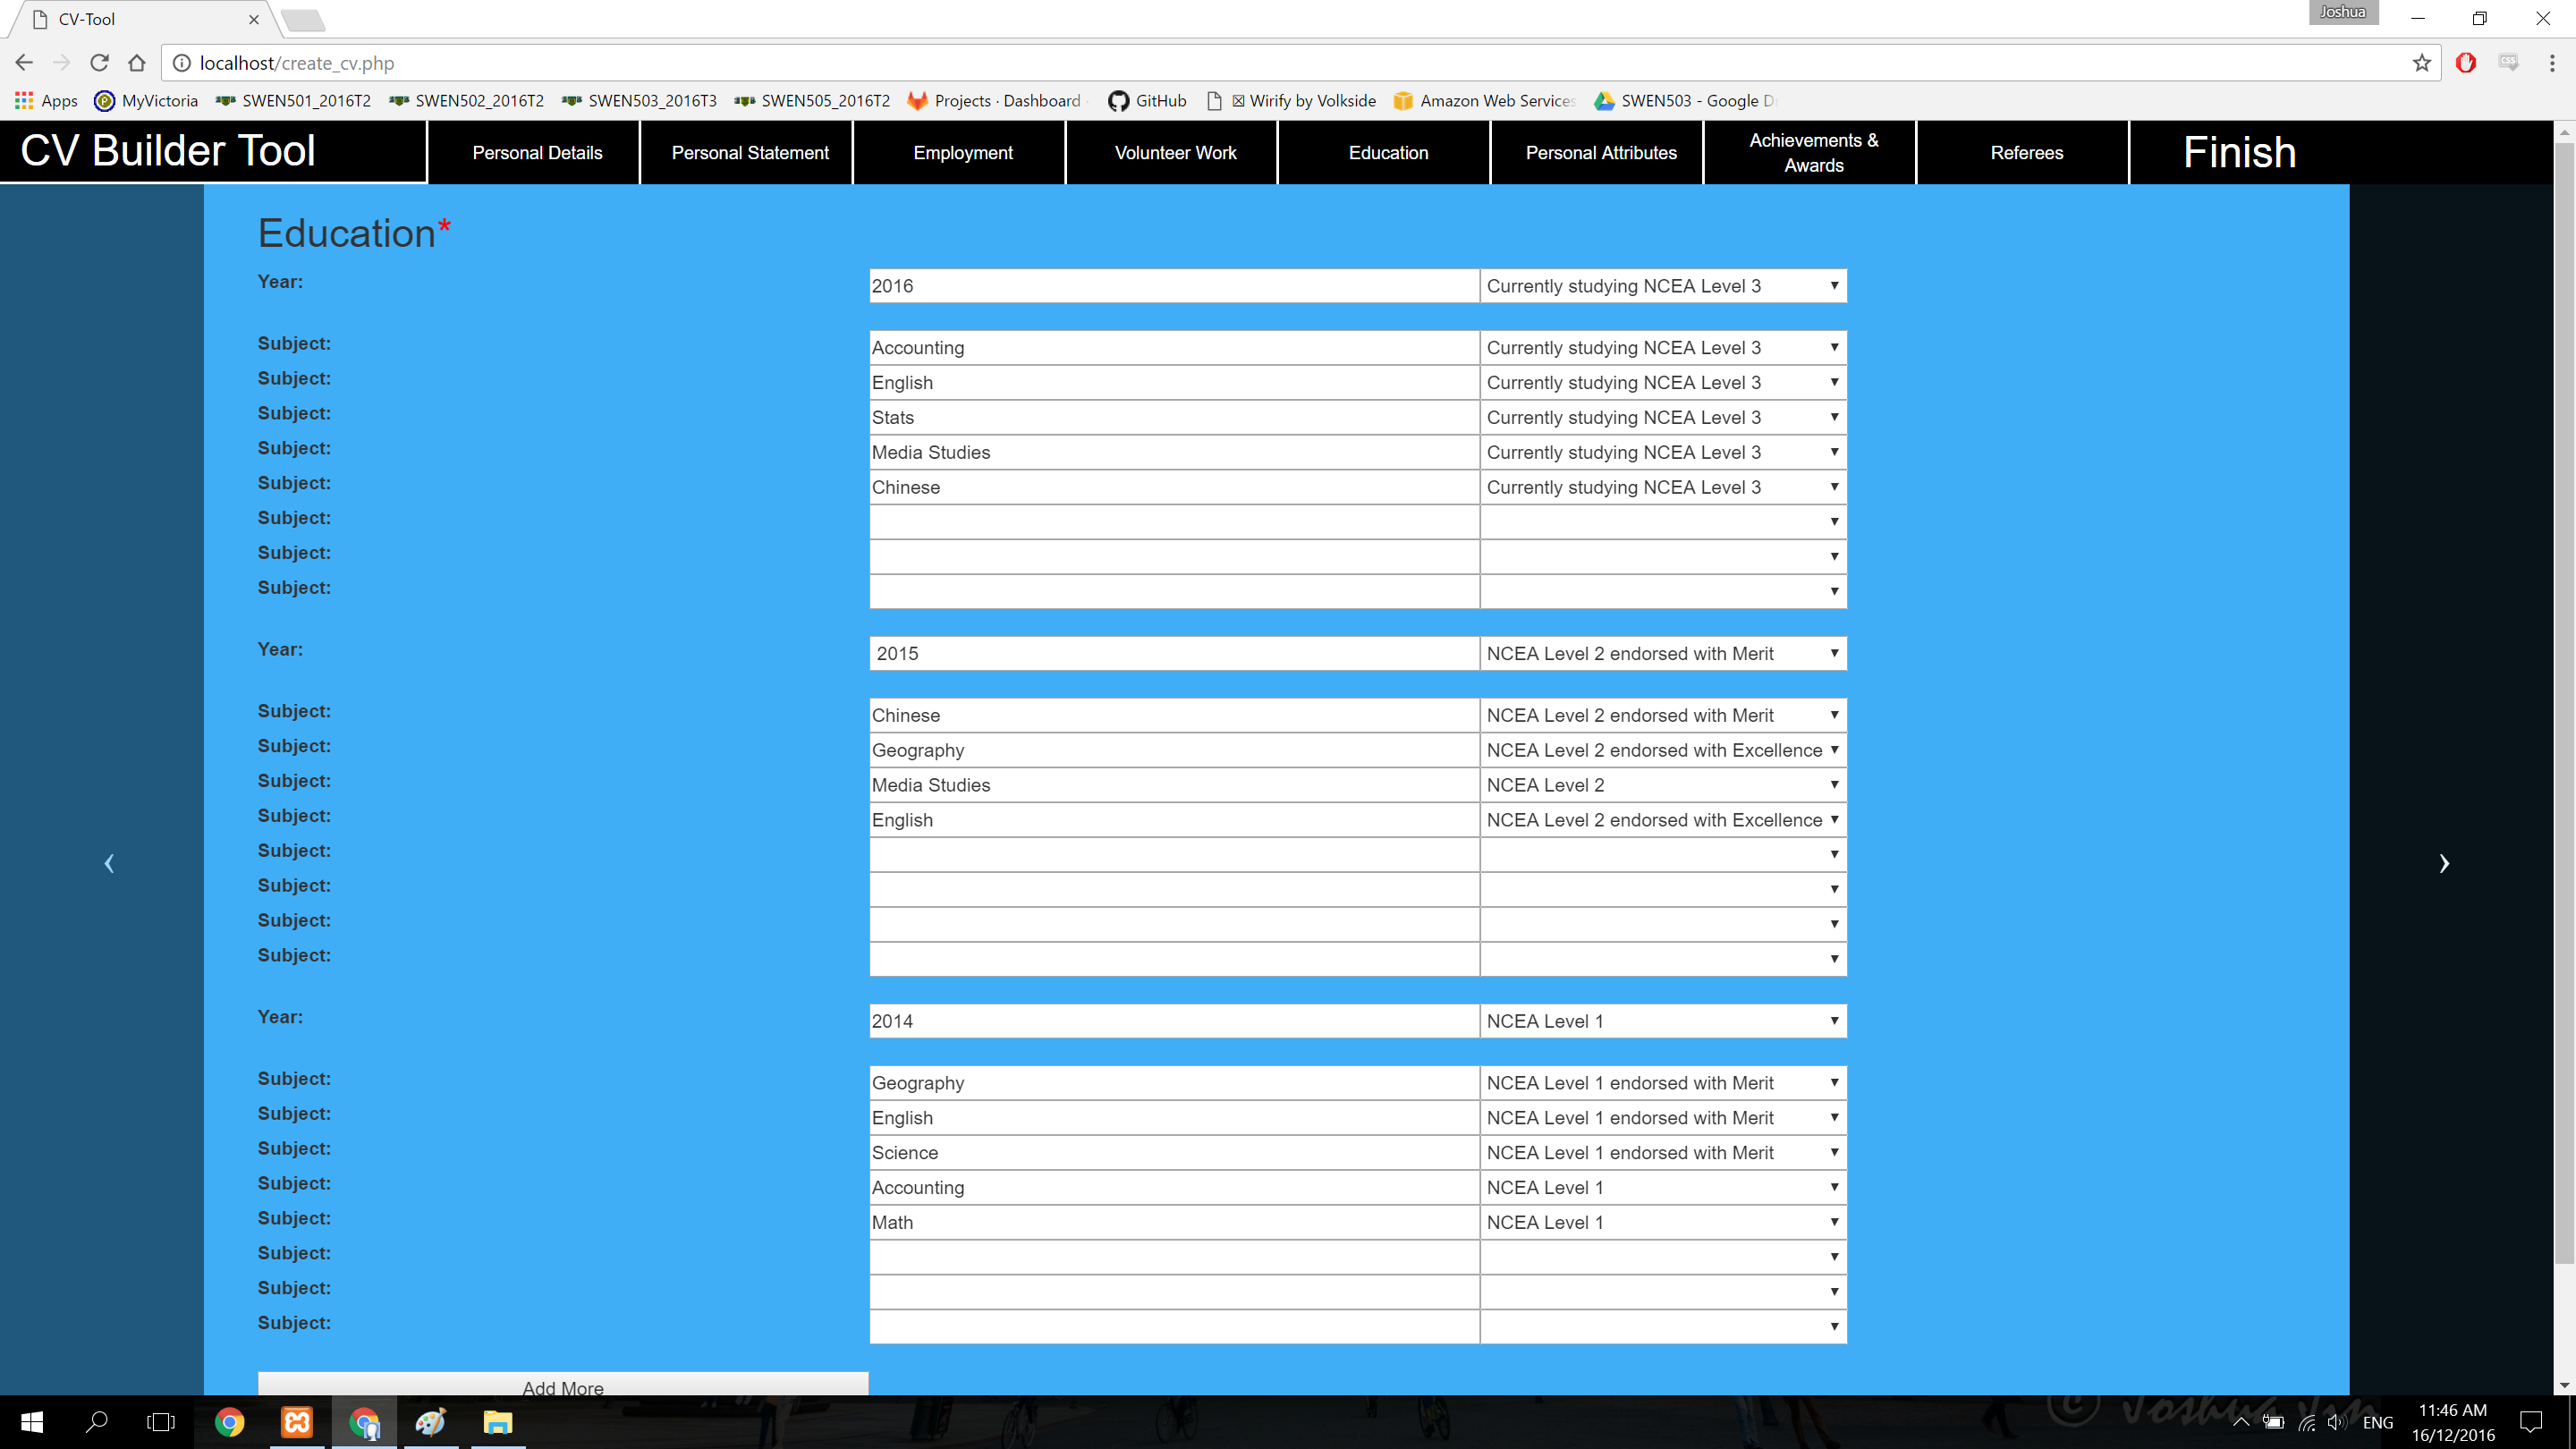 CV-Tool
Joshua
localhost/create_cv.php
Apps MyVictoria SWEN501_2016T2 SWEN502_2016T2 SWEN503_2016T3 SWEN505_2016T2 Projects · Dashboard GitHub Wirify by Volkside Amazon Web Services SWEN503 - Google D
CV Builder Tool Personal Details Personal Statement Employment Volunteer Work Education Personal Attributes Achievements & Awards Referees Finish
Education*
Year: 2016 Currently studying NCEA Level 3
Subject: Accounting Currently studying NCEA Level 3
Subject: English Currently studying NCEA Level 3
Subject: Stats Currently studying NCEA Level 3
Subject: Media Studies Currently studying NCEA Level 3
Subject: Chinese Currently studying NCEA Level 3
Subject:
Subject:
Subject:
Year: 2015 NCEA Level 2 endorsed with Merit
Subject: Chinese NCEA Level 2 endorsed with Merit
Subject: Geography NCEA Level 2 endorsed with Excellence
Subject: Media Studies NCEA Level 2
Subject: English NCEA Level 2 endorsed with Excellence
Subject:
Subject:
Subject:
Subject:
Year: 2014 NCEA Level 1
Subject: Geography NCEA Level 1 endorsed with Merit
Subject: English NCEA Level 1 endorsed with Merit
Subject: Science NCEA Level 1 endorsed with Merit
Subject: Accounting NCEA Level 1
Subject: Math NCEA Level 1
Subject:
Subject:
Subject:
Add More
© Joshua
ENG
11:46 AM
16/12/2016